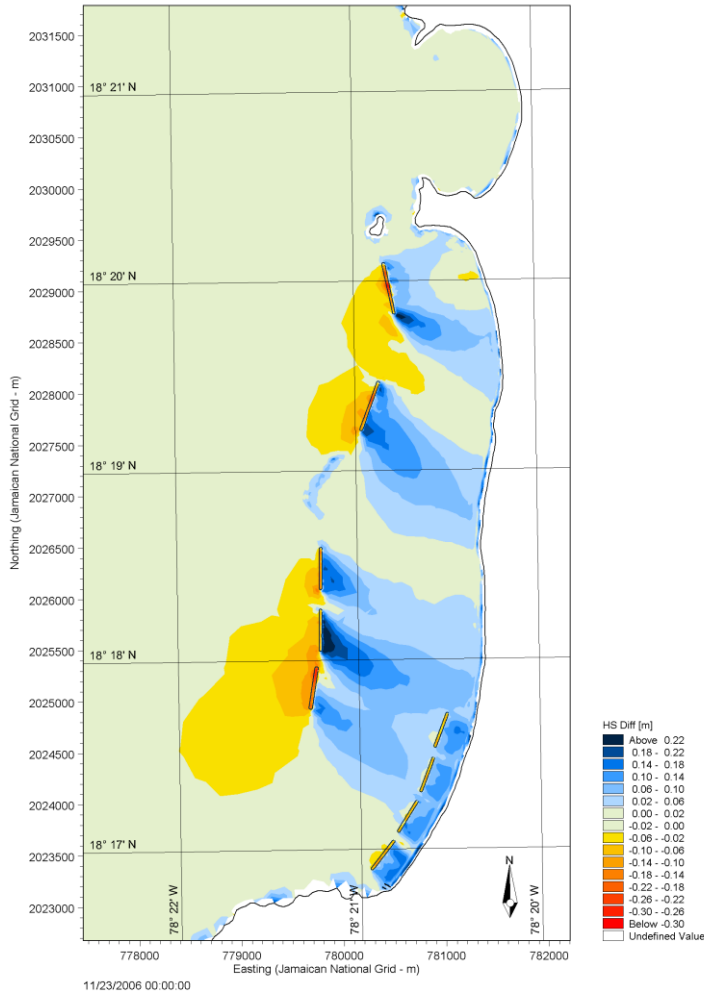 2031500
2031000
18° 21' N
2030500
2030000
2029500
18° 20' N
2029000
2028500
2028000
2027500
18° 19' N
2027000
2026500
2026000
2025500
18° 18' N
2025000
2024500
2024000
18° 17' N
2023500
2023000
Northing (Jamaican National Grid - m)
78° 22' W
78° 21' W
78° 20' W
N
778000 779000 780000 781000 782000
Easting (Jamaican National Grid - m)
11/23/2006 00:00:00
HS Diff [m]
Above 0.22
0.18 - 0.22
0.14 - 0.18
0.10 - 0.14
0.06 - 0.10
0.02 - 0.06
0.00 - 0.02
-0.02 - 0.00
-0.06 - -0.02
-0.10 - -0.06
-0.14 - -0.10
-0.18 - -0.14
-0.22 - -0.18
-0.26 - -0.22
-0.30 - -0.26
Below -0.30
Undefined Value